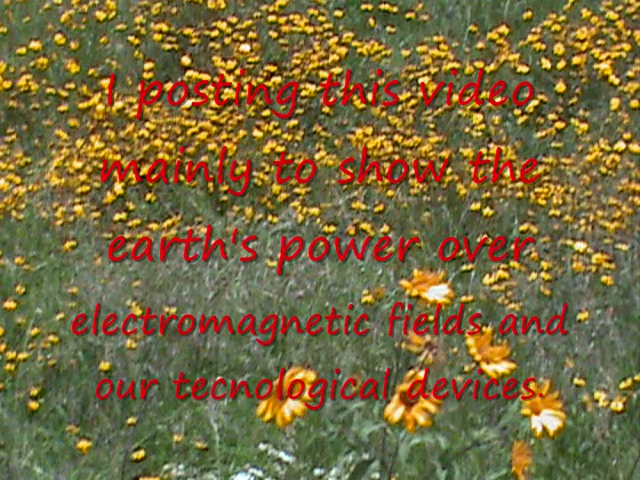 I posting this video
mainly to show the
earth's power over
electromagnetic fields and
our tecnological devices.